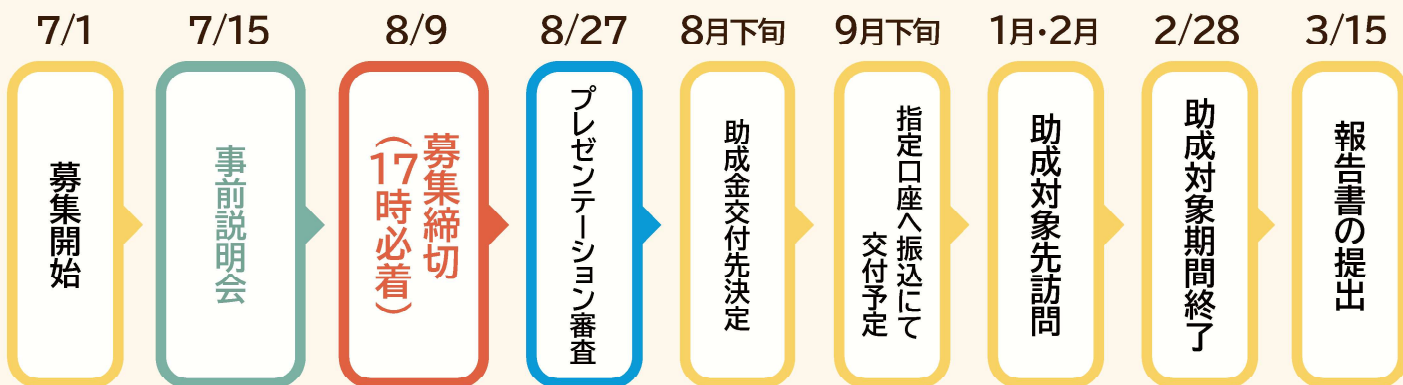 7/1
募集開始
7/15
事前説明会
8/9
募集締切
（17時必着）
8/27
プレゼンテーション審査
8月下旬
助成金交付先決定
9月下旬
指定口座へ振込にて
交付予定
1月・2月
助成対象先訪問
2/28
助成対象期間終了
3/15
報告書の提出